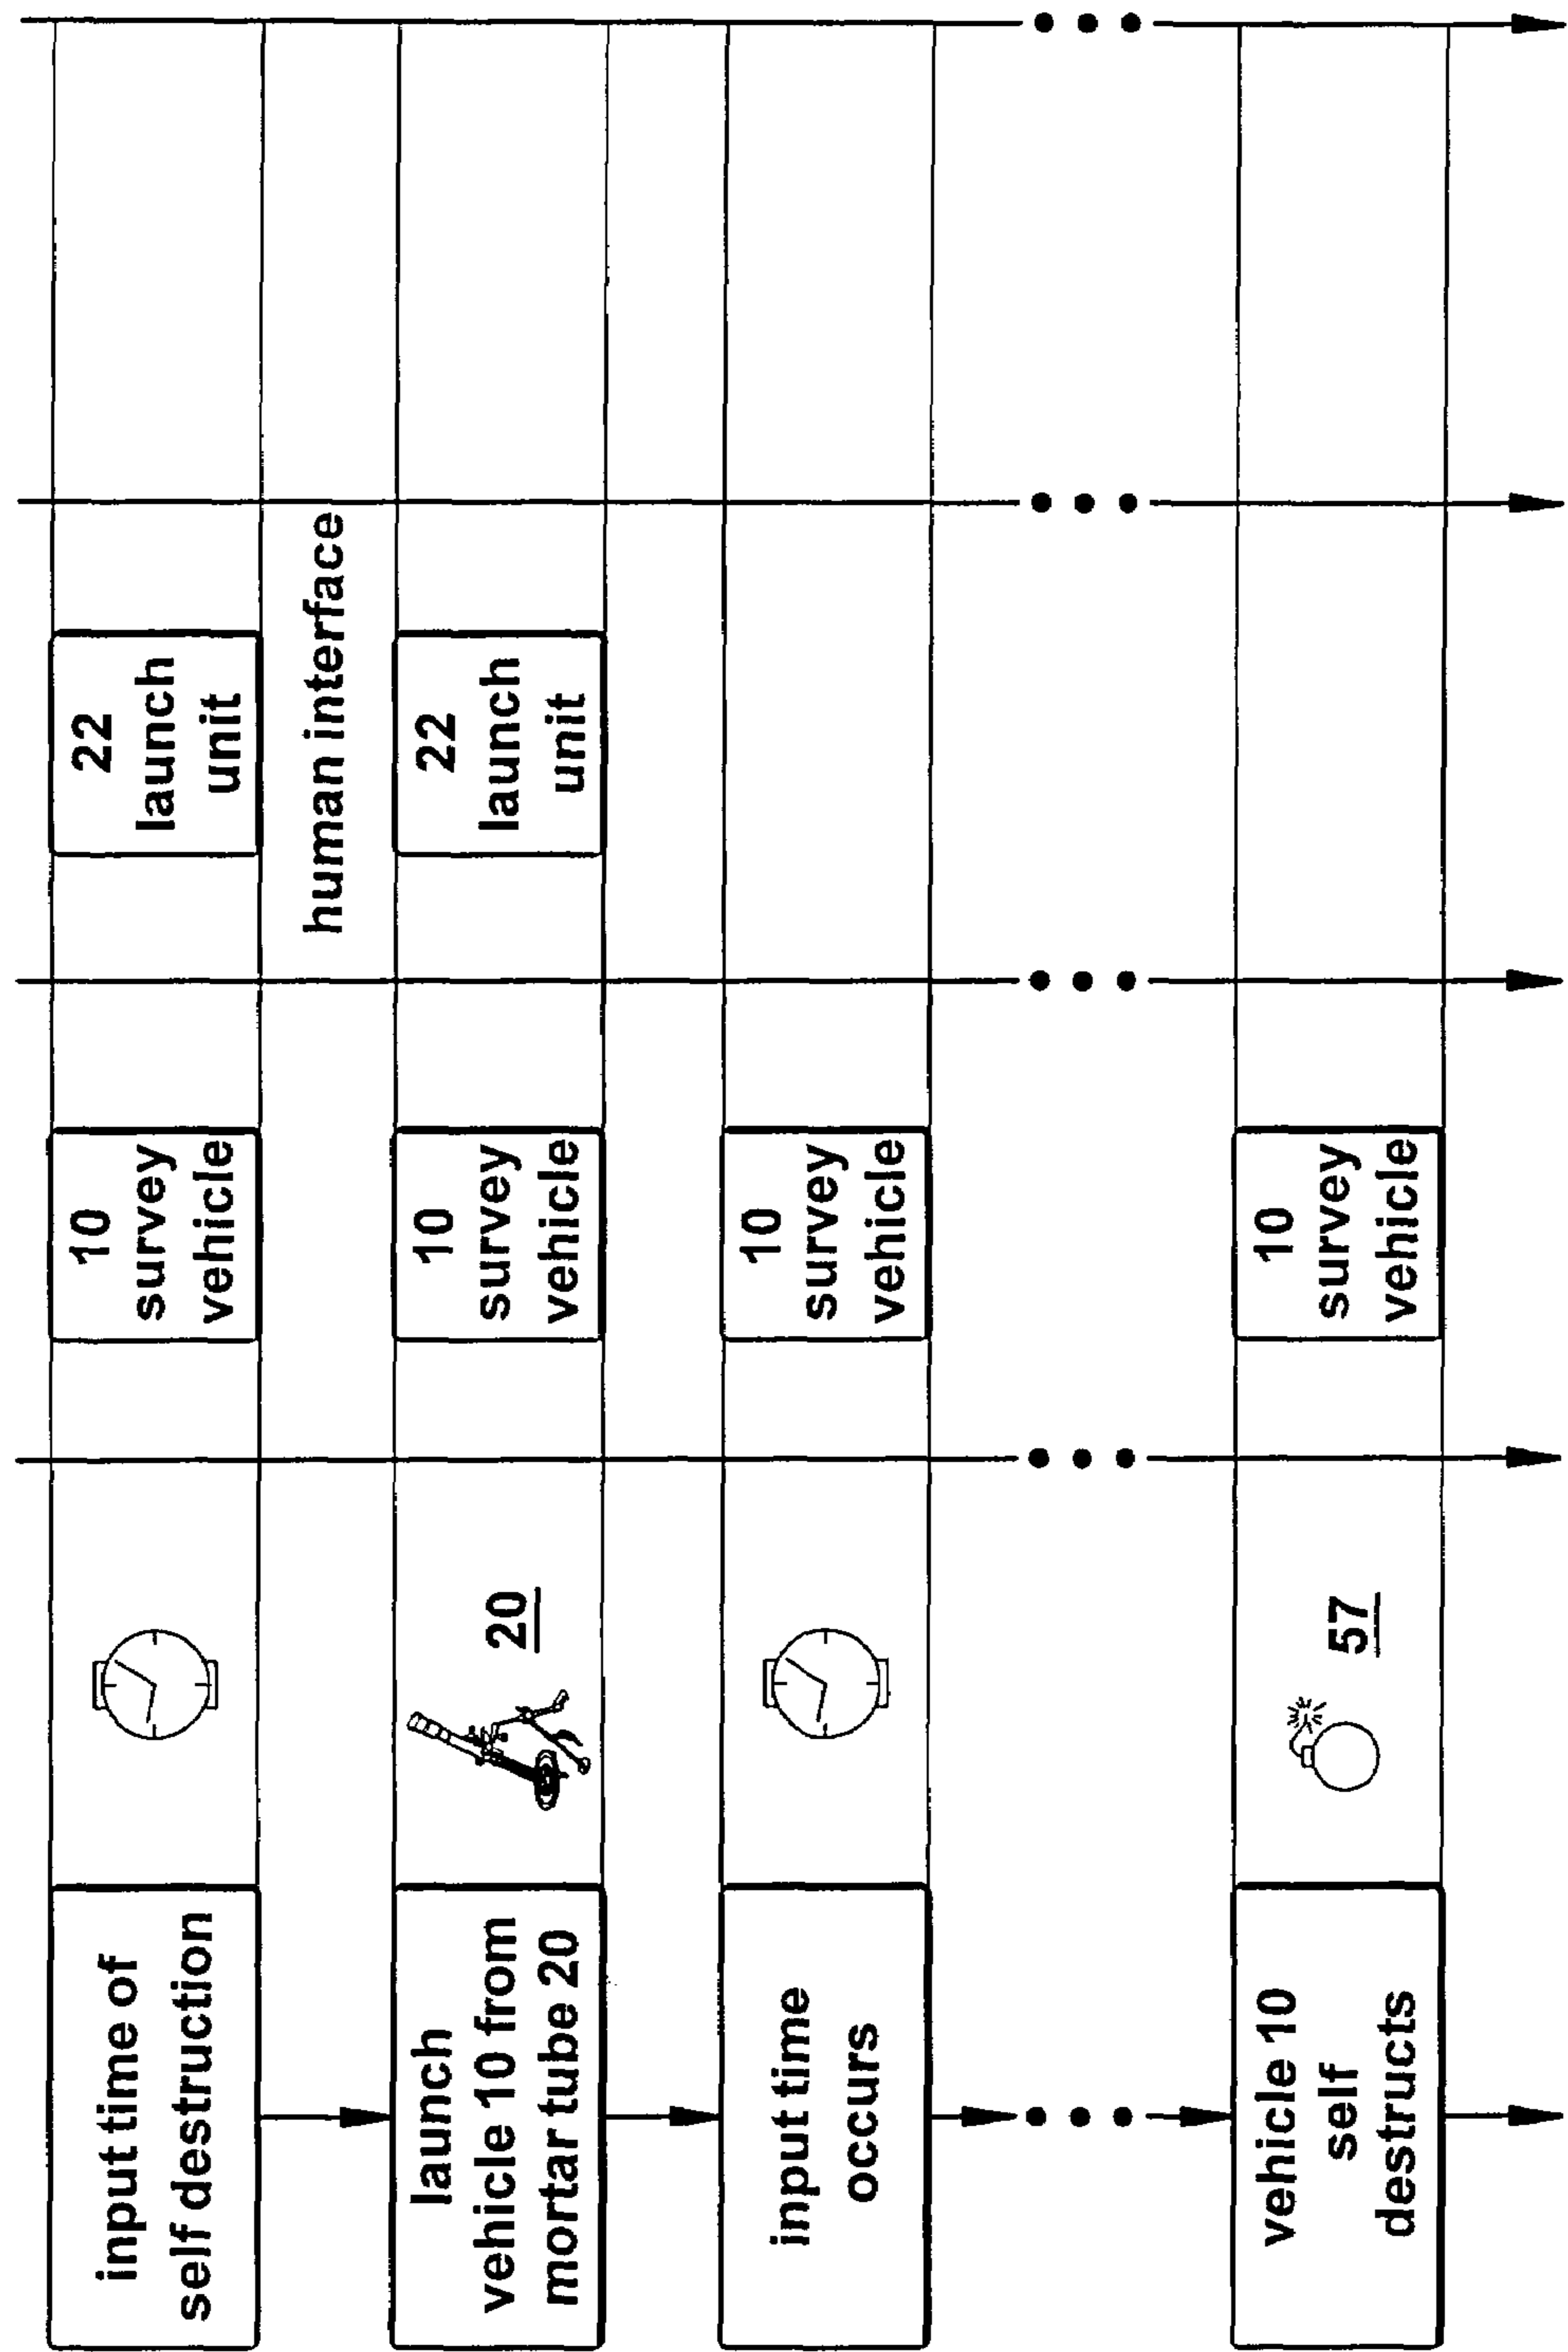 input time of
self destruction
10
survey
vehicle
22
launch
unit
human interface
launch
vehicle 10 from
mortar tube 20
20
10
survey
vehicle
22
launch
unit
input time
occurs
10
survey
vehicle
vehicle 10
self
destructs
57
10
survey
vehicle